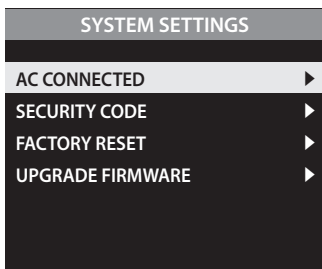 SYSTEM SETTINGS
AC CONNECTED
SECURITY CODE
FACTORY RESET
UPGRADE FIRMWARE